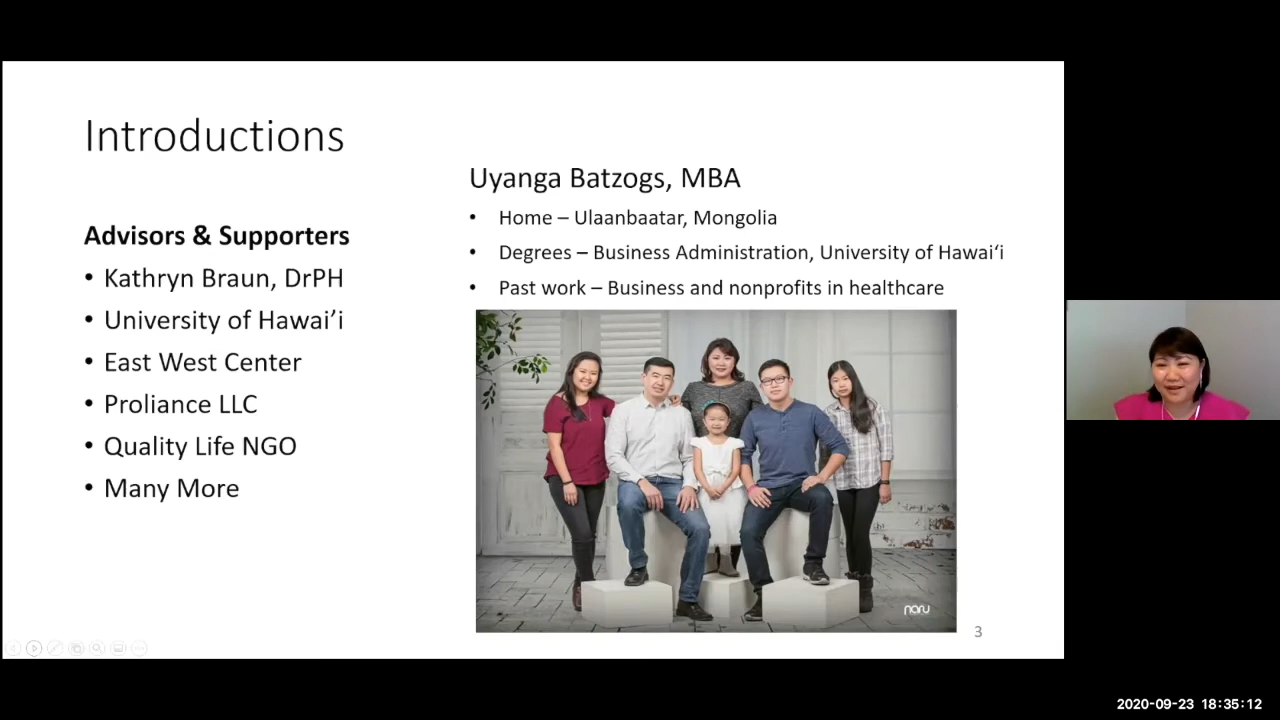 Introductions
Advisors & Supporters
• Kathryn Braun, DrPH
• University of Hawai’i
• East West Center
• Proliance LLC
• Quality Life NGO
• Many More
Uyanga Batzogs, MBA
• Home – Ulaanbaatar, Mongolia
• Degrees – Business Administration, University of Hawai‘i
• Past work – Business and nonprofits in healthcare
naru
3
2020-09-23 18:35:12